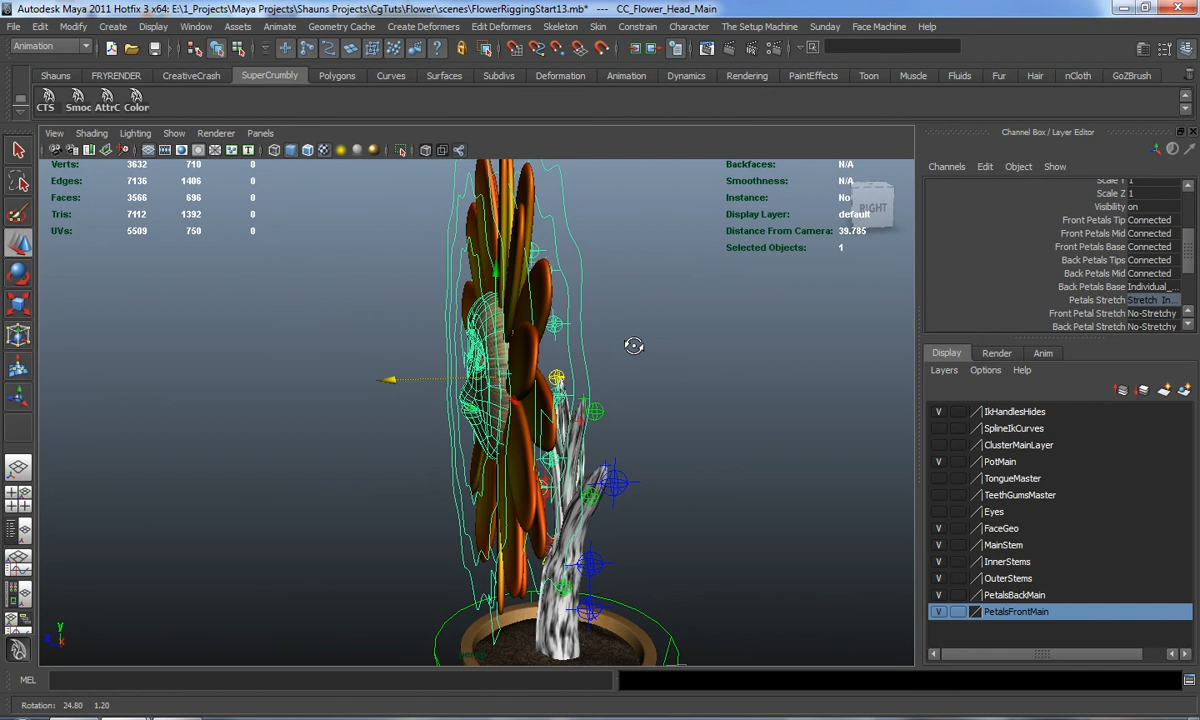 Autodesk Maya 2011 Hotfix 3 x64: E:\1_Projects\Maya Projects\Shauns Projects\CgTuts\Flower\scenes\FlowerRiggingStart13.mb* --- CC_Flower_Head_Main
File Edit Modify Create Display Window Assets Animate Geometry Cache Create Deformers Edit Deformers Skeleton Skin Constrain Character The Setup Machine Sunday Face Machine Help
Animation
Shauns FRYRENDER CreativeCrash SuperCrumbly Polygons Curves Surfaces Subdivs Deformation Animation Dynamics Rendering PaintEffects Toon Muscle Fluids Fur Hair nCloth GoZBrush
CTS Smoc AttrC Color
View Shading Lighting Show Renderer Panels
Channel Box / Layer Editor
Channels Edit Object Show
Verts: 3632 710 0
Edges: 7136 1406 0
Faces: 3566 696 0
Tris: 7112 1392 0
UVs: 5509 750 0
Backfaces: N/A
Smoothness: N/A
Instance: No
Display Layer: default
Distance From Camera: 39.785
Selected Objects: 1
RIGHT
Scale Y 1
Scale Z 1
Visibility on
Front Petals Tip Connected
Front Petals Mid Connected
Front Petals Base Connected
Back Petals Tips Connected
Back Petals Mid Connected
Back Petals Base Individual_...
Petals Stretch Stretch_In...
Front Petal Stretch No-Stretchy
Back Petal Stretch No-Stretchy
Display Render Anim
Layers Options Help
V IkHandlesHides
SplineIkCurves
ClusterMainLayer
V PotMain
TongueMaster
TeethGumsMaster
Eyes
V FaceGeo
V MainStem
V InnerStems
V OuterStems
V PetalsBackMain
V PetalsFrontMain
y
x
persp
MEL
Rotation: 24.80 1.20